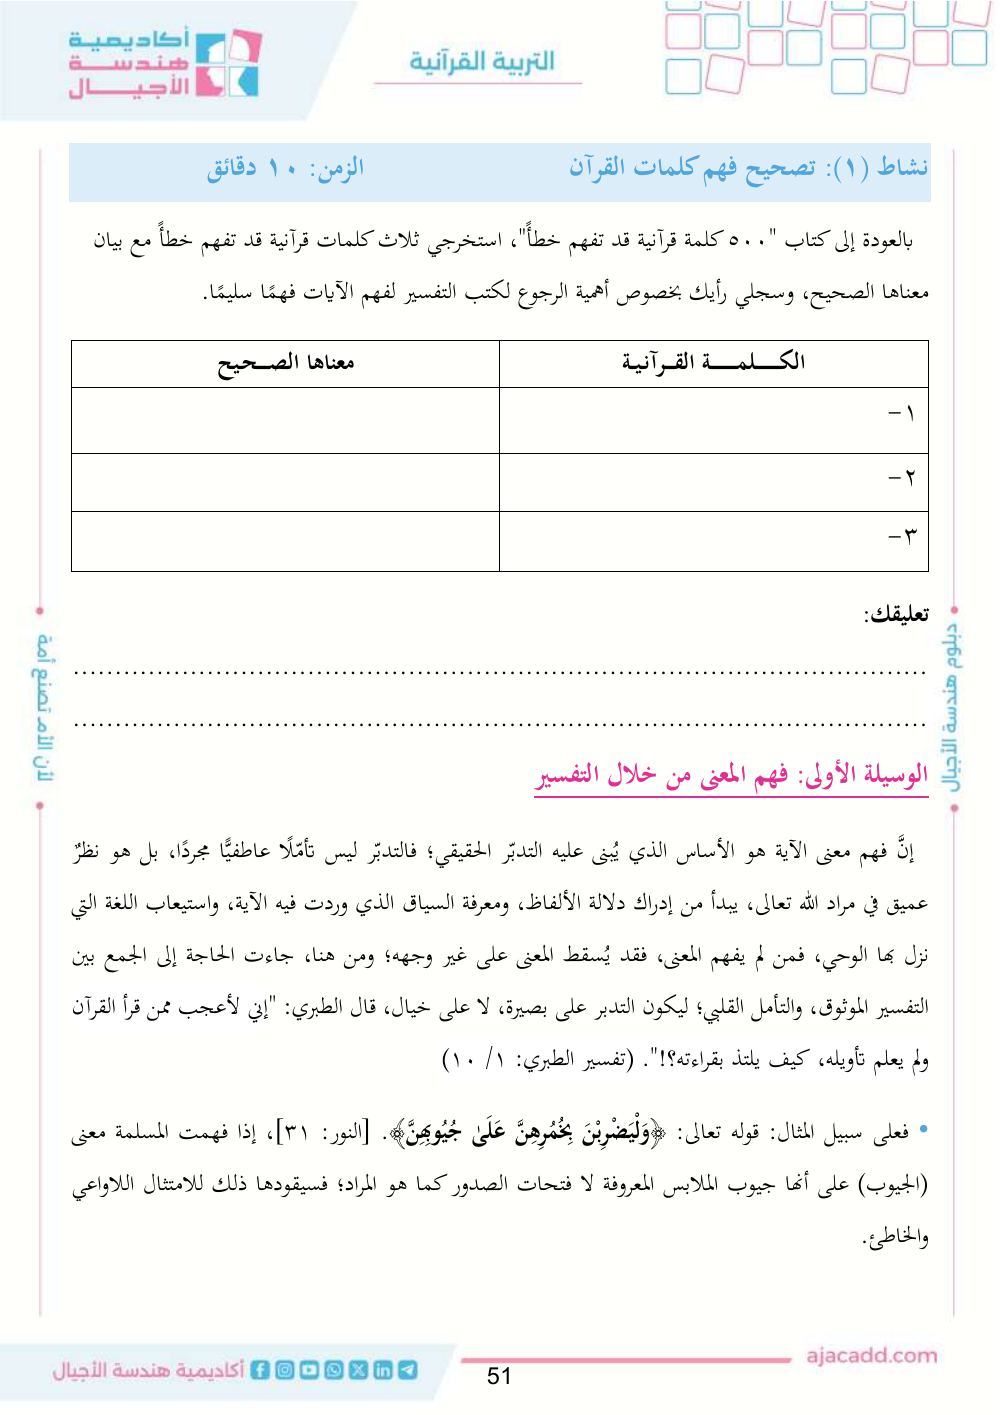 أكاديمية
هندسة
الأجيال
التربية القرآنية
نشاط (١): تصحيح فهم كلمات القرآن الزمن: ١٠ دقائق
بالعودة إلى كتاب "٥٠٠ كلمة قرآنية قد تفهم خطأً"، استخرجي ثلاث كلمات قرآنية قد تفهم خطأً مع بيان
معناها الصحيح، وسجلي رأيك بخصوص أهمية الرجوع لكتب التفسير لفهم الآيات فهمًا سليمًا.
الكـــلمـــة القـرآنية معناها الصـحيح
١-
٢-
٣-
تعليقك:
..........................................................................................................
..........................................................................................................
الوسيلة الأولى: فهم المعنى من خلال التفسير
إنَّ فهم معنى الآية هو الأساس الذي يُبنى عليه التدبّر الحقيقي؛ فالتدبّر ليس تأمّلًا عاطفيًّا مجردًا، بل هو نظرٌ
عميق في مراد الله تعالى، يبدأ من إدراك دلالة الألفاظ، ومعرفة السياق الذي وردت فيه الآية، واستيعاب اللغة التي
نزل بها الوحي، فمن لم يفهم المعنى، فقد يُسقط المعنى على غير وجهه؛ ومن هنا، جاءت الحاجة إلى الجمع بين
التفسير الموثوق، والتأمل القلبي؛ ليكون التدبر على بصيرة، لا على خيال، قال الطبري: "إني لأعجب ممن قرأ القرآن
ولم يعلم تأويله، كيف يلتذ بقراءته؟!". (تفسير الطبري: ١/ ١٠)
• فعلى سبيل المثال: قوله تعالى: ﴿وَلْيَضْرِبْنَ بِخُمُرِهِنَّ عَلَىٰ جُيُوبِهِنَّ﴾. [النور: ٣١]، إذا فهمت المسلمة معنى
(الجيوب) على أنها جيوب الملابس المعروفة لا فتحات الصدور كما هو المراد؛ فسيقودها ذلك للامتثال اللاواعي
والخاطئ.
دبلوم هندسة الأجيال
لأن الأم تصنع أمة
ajacadd.com
51
أكاديمية هندسة الأجيال